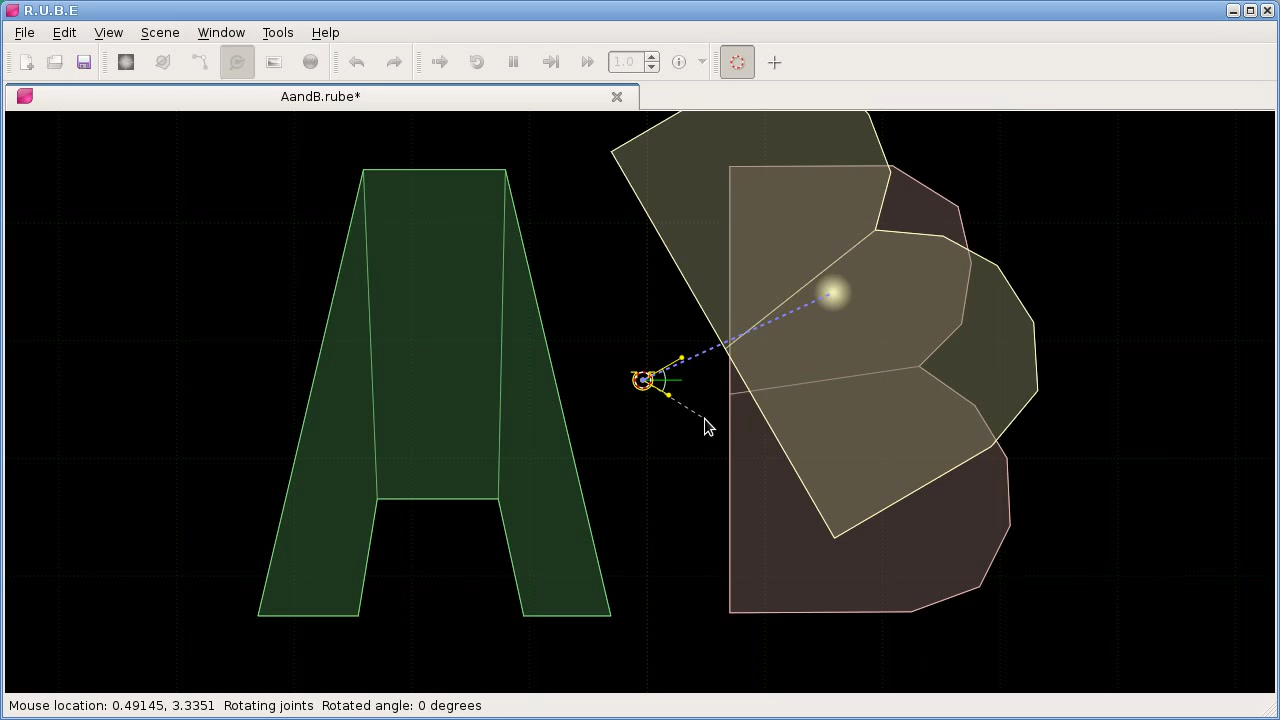 R.U.B.E
File Edit View Scene Window Tools Help
1.0
AandB.rube*
Mouse location: 0.49145, 3.3351 Rotating joints Rotated angle: 0 degrees